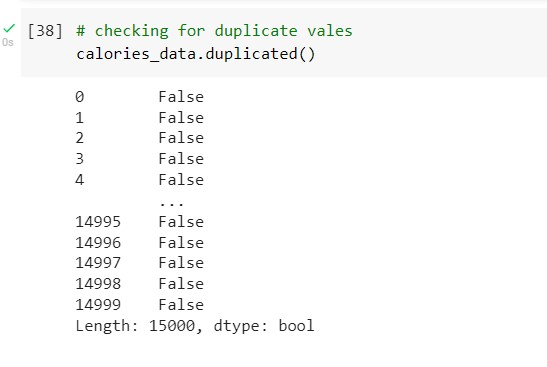 [38] # checking for duplicate vales
calories_data.duplicated()
0s
0 False
1 False
2 False
3 False
4 False
...
14995 False
14996 False
14997 False
14998 False
14999 False
Length: 15000, dtype: bool